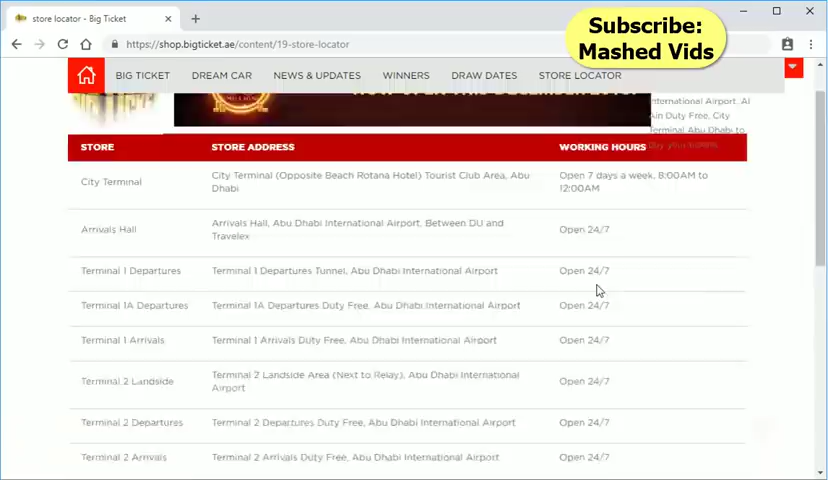 store locator - Big Ticket
Subscribe:
Mashed Vids
https://shop.bigticket.ae/content/19-store-locator
BIG TICKET DREAM CAR NEWS & UPDATES WINNERS DRAW DATES STORE LOCATOR
MILLION
International Airport, Al
Ain Duty Free, City
Terminal Abu Dhabi to
buy your tickets.
STORE STORE ADDRESS WORKING HOURS
City Terminal (Opposite Beach Rotana Hotel) Tourist Club Area, Abu Open 7 days a week, 8:00AM to
City Terminal
Dhabi 12:00AM
Arrivals Hall, Abu Dhabi International Airport, Between DU and
Arrivals Hall Open 24/7
Travelex
Terminal 1 Departures Terminal 1 Departures Tunnel, Abu Dhabi International Airport Open 24/7
Terminal 1A Departures Terminal 1A Departures Duty Free, Abu Dhabi International Airport Open 24/7
Terminal 1 Arrivals Terminal 1 Arrivals Duty Free, Abu Dhabi International Airport Open 24/7
Terminal 2 Landside Area (Next to Relay), Abu Dhabi International
Terminal 2 Landside Open 24/7
Airport
Terminal 2 Departures Terminal 2 Departures Duty Free, Abu Dhabi International Airport Open 24/7
Terminal 2 Arrivals Terminal 2 Arrivals Duty Free, Abu Dhabi International Airport Open 24/7